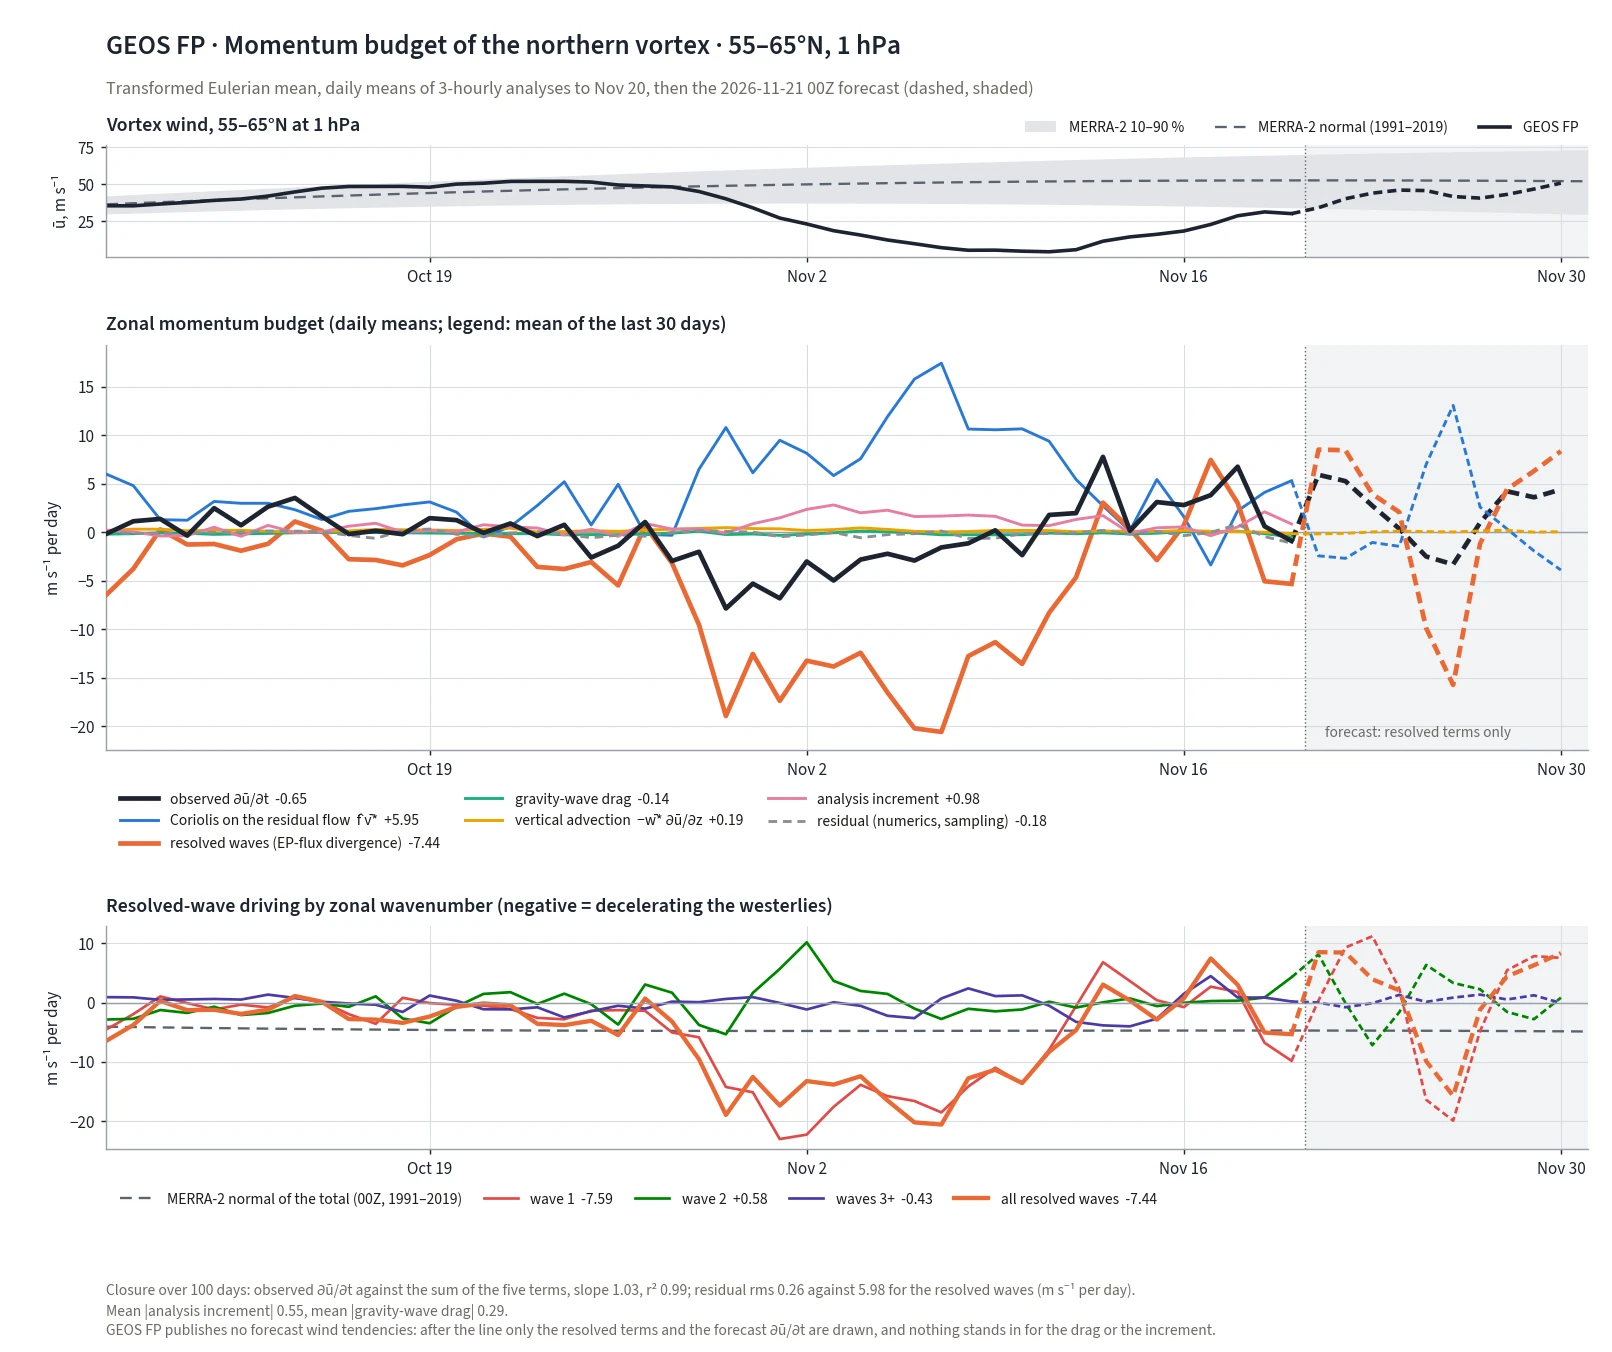 GEOS FP · Momentum budget of the northern vortex · 55–65°N, 1 hPa
Transformed Eulerian mean, daily means of 3-hourly analyses to Nov 20, then the 2026-11-21 00Z forecast (dashed, shaded)
Vortex wind, 55–65°N at 1 hPa
MERRA-2 10–90 %
MERRA-2 normal (1991–2019)
GEOS FP
75
50
25
ū, m s⁻¹
Oct 19
Nov 2
Nov 16
Nov 30
Zonal momentum budget (daily means; legend: mean of the last 30 days)
15
10
5
0
−5
−10
−15
−20
m s⁻¹ per day
forecast: resolved terms only
Oct 19
Nov 2
Nov 16
Nov 30
observed ∂ū/∂t -0.65
gravity-wave drag -0.14
analysis increment +0.98
Coriolis on the residual flow f v̄* +5.95
vertical advection −w̄* ∂ū/∂z +0.19
residual (numerics, sampling) -0.18
resolved waves (EP-flux divergence) -7.44
Resolved-wave driving by zonal wavenumber (negative = decelerating the westerlies)
10
0
−10
−20
m s⁻¹ per day
Oct 19
Nov 2
Nov 16
Nov 30
MERRA-2 normal of the total (00Z, 1991–2019)
wave 1 -7.59
wave 2 +0.58
waves 3+ -0.43
all resolved waves -7.44
Closure over 100 days: observed ∂ū/∂t against the sum of the five terms, slope 1.03, r² 0.99; residual rms 0.26 against 5.98 for the resolved waves (m s⁻¹ per day).
Mean |analysis increment| 0.55, mean |gravity-wave drag| 0.29.
GEOS FP publishes no forecast wind tendencies: after the line only the resolved terms and the forecast ∂ū/∂t are drawn, and nothing stands in for the drag or the increment.